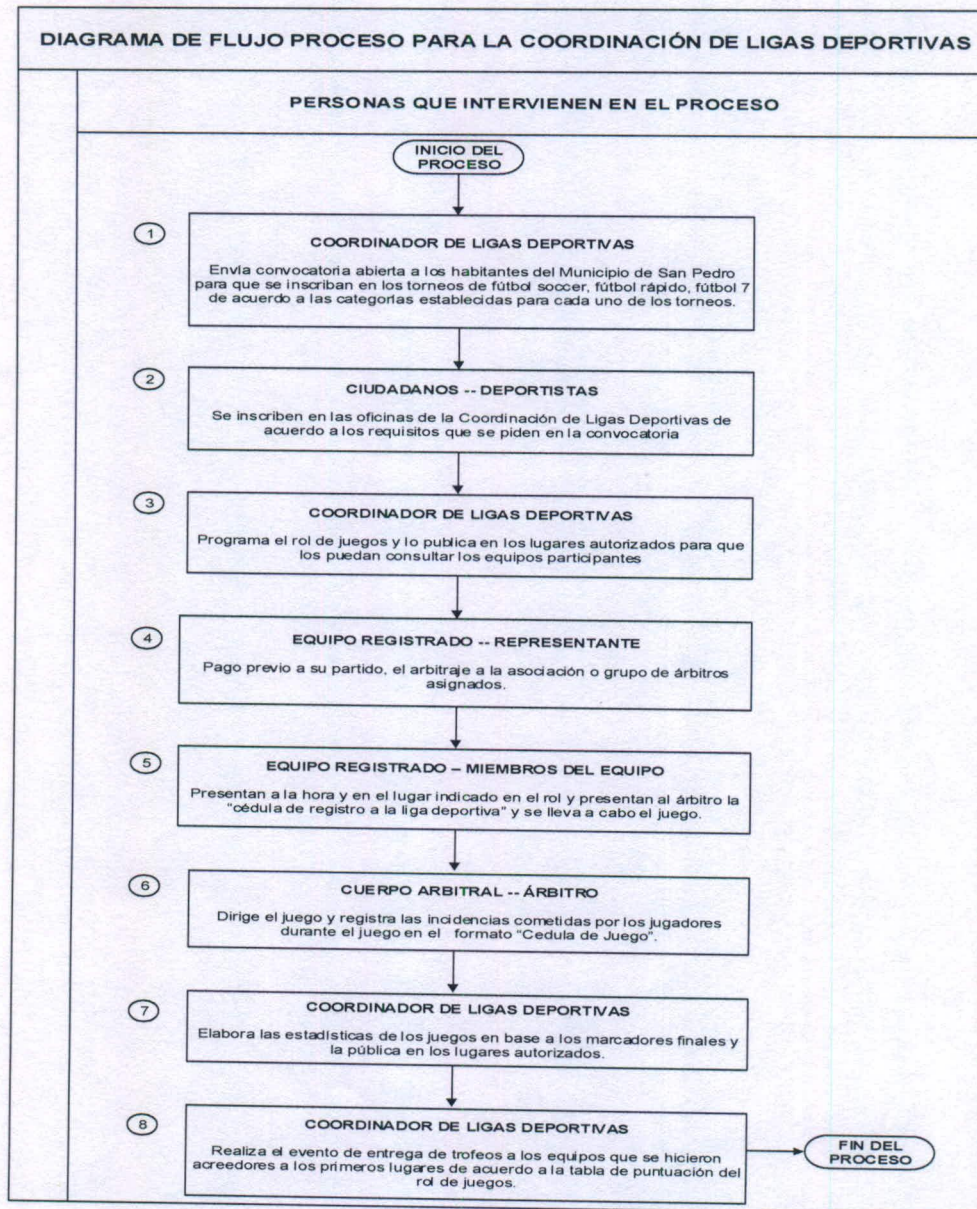 DIAGRAMA DE FLUJO PROCESO PARA LA COORDINACIÓN DE LIGAS DEPORTIVAS
PERSONAS QUE INTERVIENEN EN EL PROCESO
INICIO DEL
PROCESO
1
COORDINADOR DE LIGAS DEPORTIVAS
Envía convocatoria abierta a los habitantes del Municipio de San Pedro
para que se inscriban en los torneos de fútbol soccer, fútbol rápido, fútbol 7
de acuerdo a las categorías establecidas para cada uno de los torneos.
2
CIUDADANOS -- DEPORTISTAS
Se inscriben en las oficinas de la Coordinación de Ligas Deportivas de
acuerdo a los requisitos que se piden en la convocatoria
3
COORDINADOR DE LIGAS DEPORTIVAS
Programa el rol de juegos y lo publica en los lugares autorizados para que
los puedan consultar los equipos participantes
4
EQUIPO REGISTRADO -- REPRESENTANTE
Pago previo a su partido, el arbitraje a la asociación o grupo de árbitros
asignados.
5
EQUIPO REGISTRADO – MIEMBROS DEL EQUIPO
Presentan a la hora y en el lugar indicado en el rol y presentan al árbitro la
"cédula de registro a la liga deportiva" y se lleva a cabo el juego.
6
CUERPO ARBITRAL -- ÁRBITRO
Dirige el juego y registra las incidencias cometidas por los jugadores
durante el juego en el formato "Cedula de Juego".
7
COORDINADOR DE LIGAS DEPORTIVAS
Elabora las estadísticas de los juegos en base a los marcadores finales y
la pública en los lugares autorizados.
8
COORDINADOR DE LIGAS DEPORTIVAS
Realiza el evento de entrega de trofeos a los equipos que se hicieron
acreedores a los primeros lugares de acuerdo a la tabla de puntuación del
rol de juegos.
FIN DEL
PROCESO